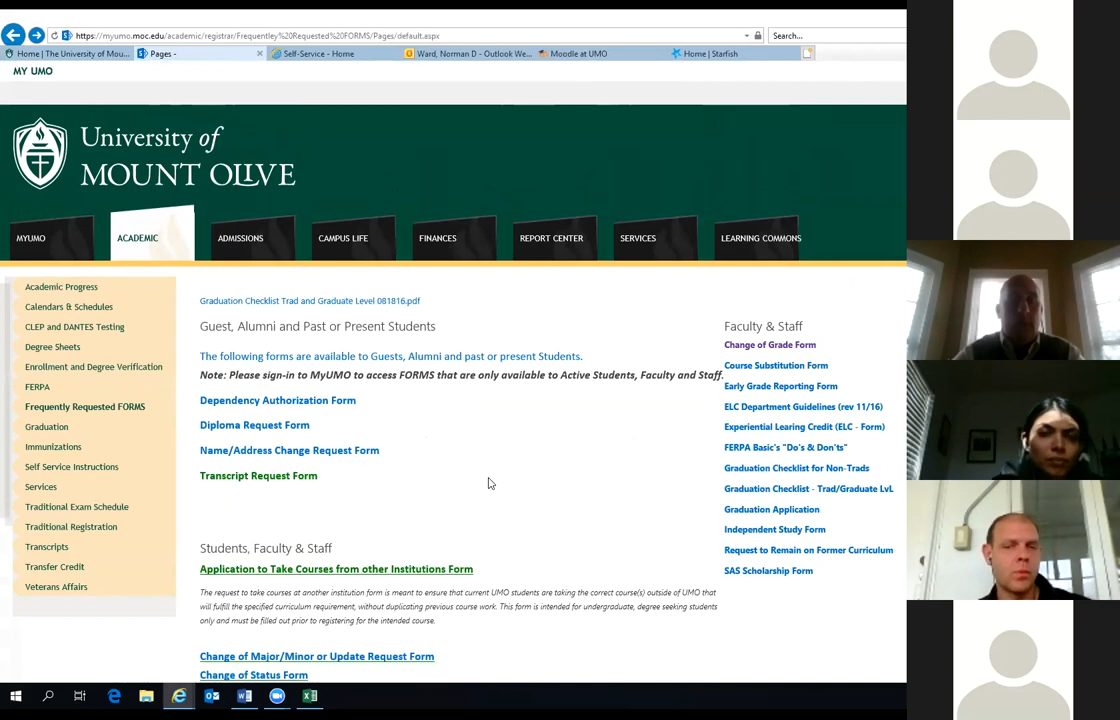 https://myumo.moc.edu/academic/registrar/Frequentley%20Requested%20FORMS/Pages/default.aspx
Search...
Home | The University of Mou...
Pages -
Self-Service - Home
Ward, Norman D - Outlook We...
Moodle at UMO
Home | Starfish
MY UMO
University of
MOUNT OLIVE
MYUMO
ACADEMIC
ADMISSIONS
CAMPUS LIFE
FINANCES
REPORT CENTER
SERVICES
LEARNING COMMONS
Academic Progress
Calendars & Schedules
CLEP and DANTES Testing
Degree Sheets
Enrollment and Degree Verification
FERPA
Frequently Requested FORMS
Graduation
Immunizations
Self Service Instructions
Services
Traditional Exam Schedule
Traditional Registration
Transcripts
Transfer Credit
Veterans Affairs
Graduation Checklist Trad and Graduate Level 081816.pdf
Guest, Alumni and Past or Present Students
The following forms are available to Guests, Alumni and past or present Students.
Note: Please sign-in to MyUMO to access FORMS that are only available to Active Students, Faculty and Staff.
Dependency Authorization Form
Diploma Request Form
Name/Address Change Request Form
Transcript Request Form
Students, Faculty & Staff
Application to Take Courses from other Institutions Form
The request to take courses at another institution form is meant to ensure that current UMO students are taking the correct course(s) outside of UMO that
will fulfill the specified curriculum requirement, without duplicating previous course work. This form is intended for undergraduate, degree seeking students
only and must be filled out prior to registering for the intended course.
Change of Major/Minor or Update Request Form
Change of Status Form
Faculty & Staff
Change of Grade Form
Course Substitution Form
Early Grade Reporting Form
ELC Department Guidelines (rev 11/16)
Experiential Learing Credit (ELC - Form)
FERPA Basic's "Do's & Don'ts"
Graduation Checklist for Non-Trads
Graduation Checklist - Trad/Graduate LvL
Graduation Application
Independent Study Form
Request to Remain on Former Curriculum
SAS Scholarship Form